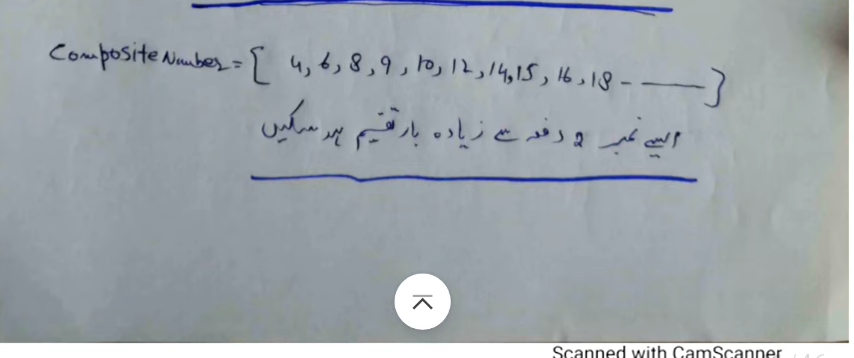 Composite Number = { 4, 6, 8, 9, 10, 12, 14, 15, 16, 18 - —— }
ایسے نمبر 2 دفعہ سے زیادہ بار تقسیم ہو سکیں
Scanned with CamScanner